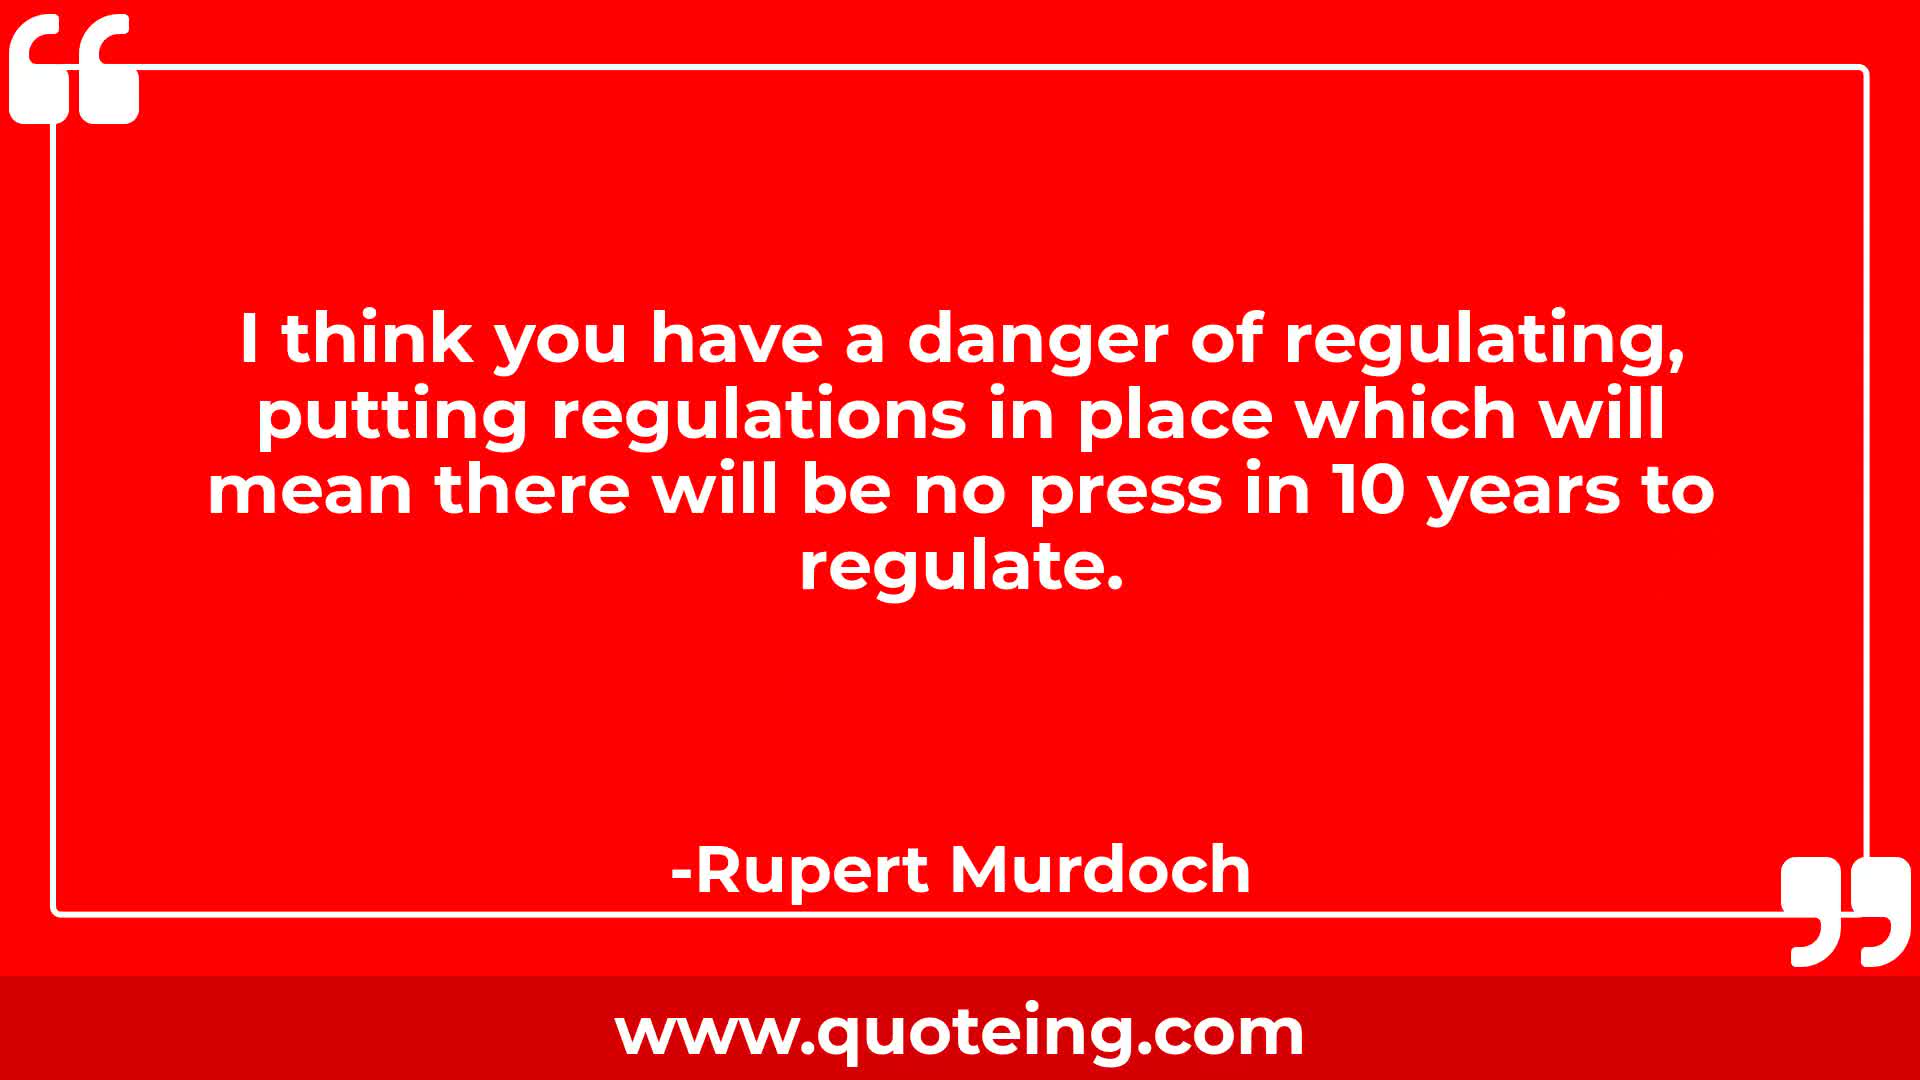 I think you have a danger of regulating,
putting regulations in place which will
mean there will be no press in 10 years to
regulate.
-Rupert Murdoch
www.quoteing.com